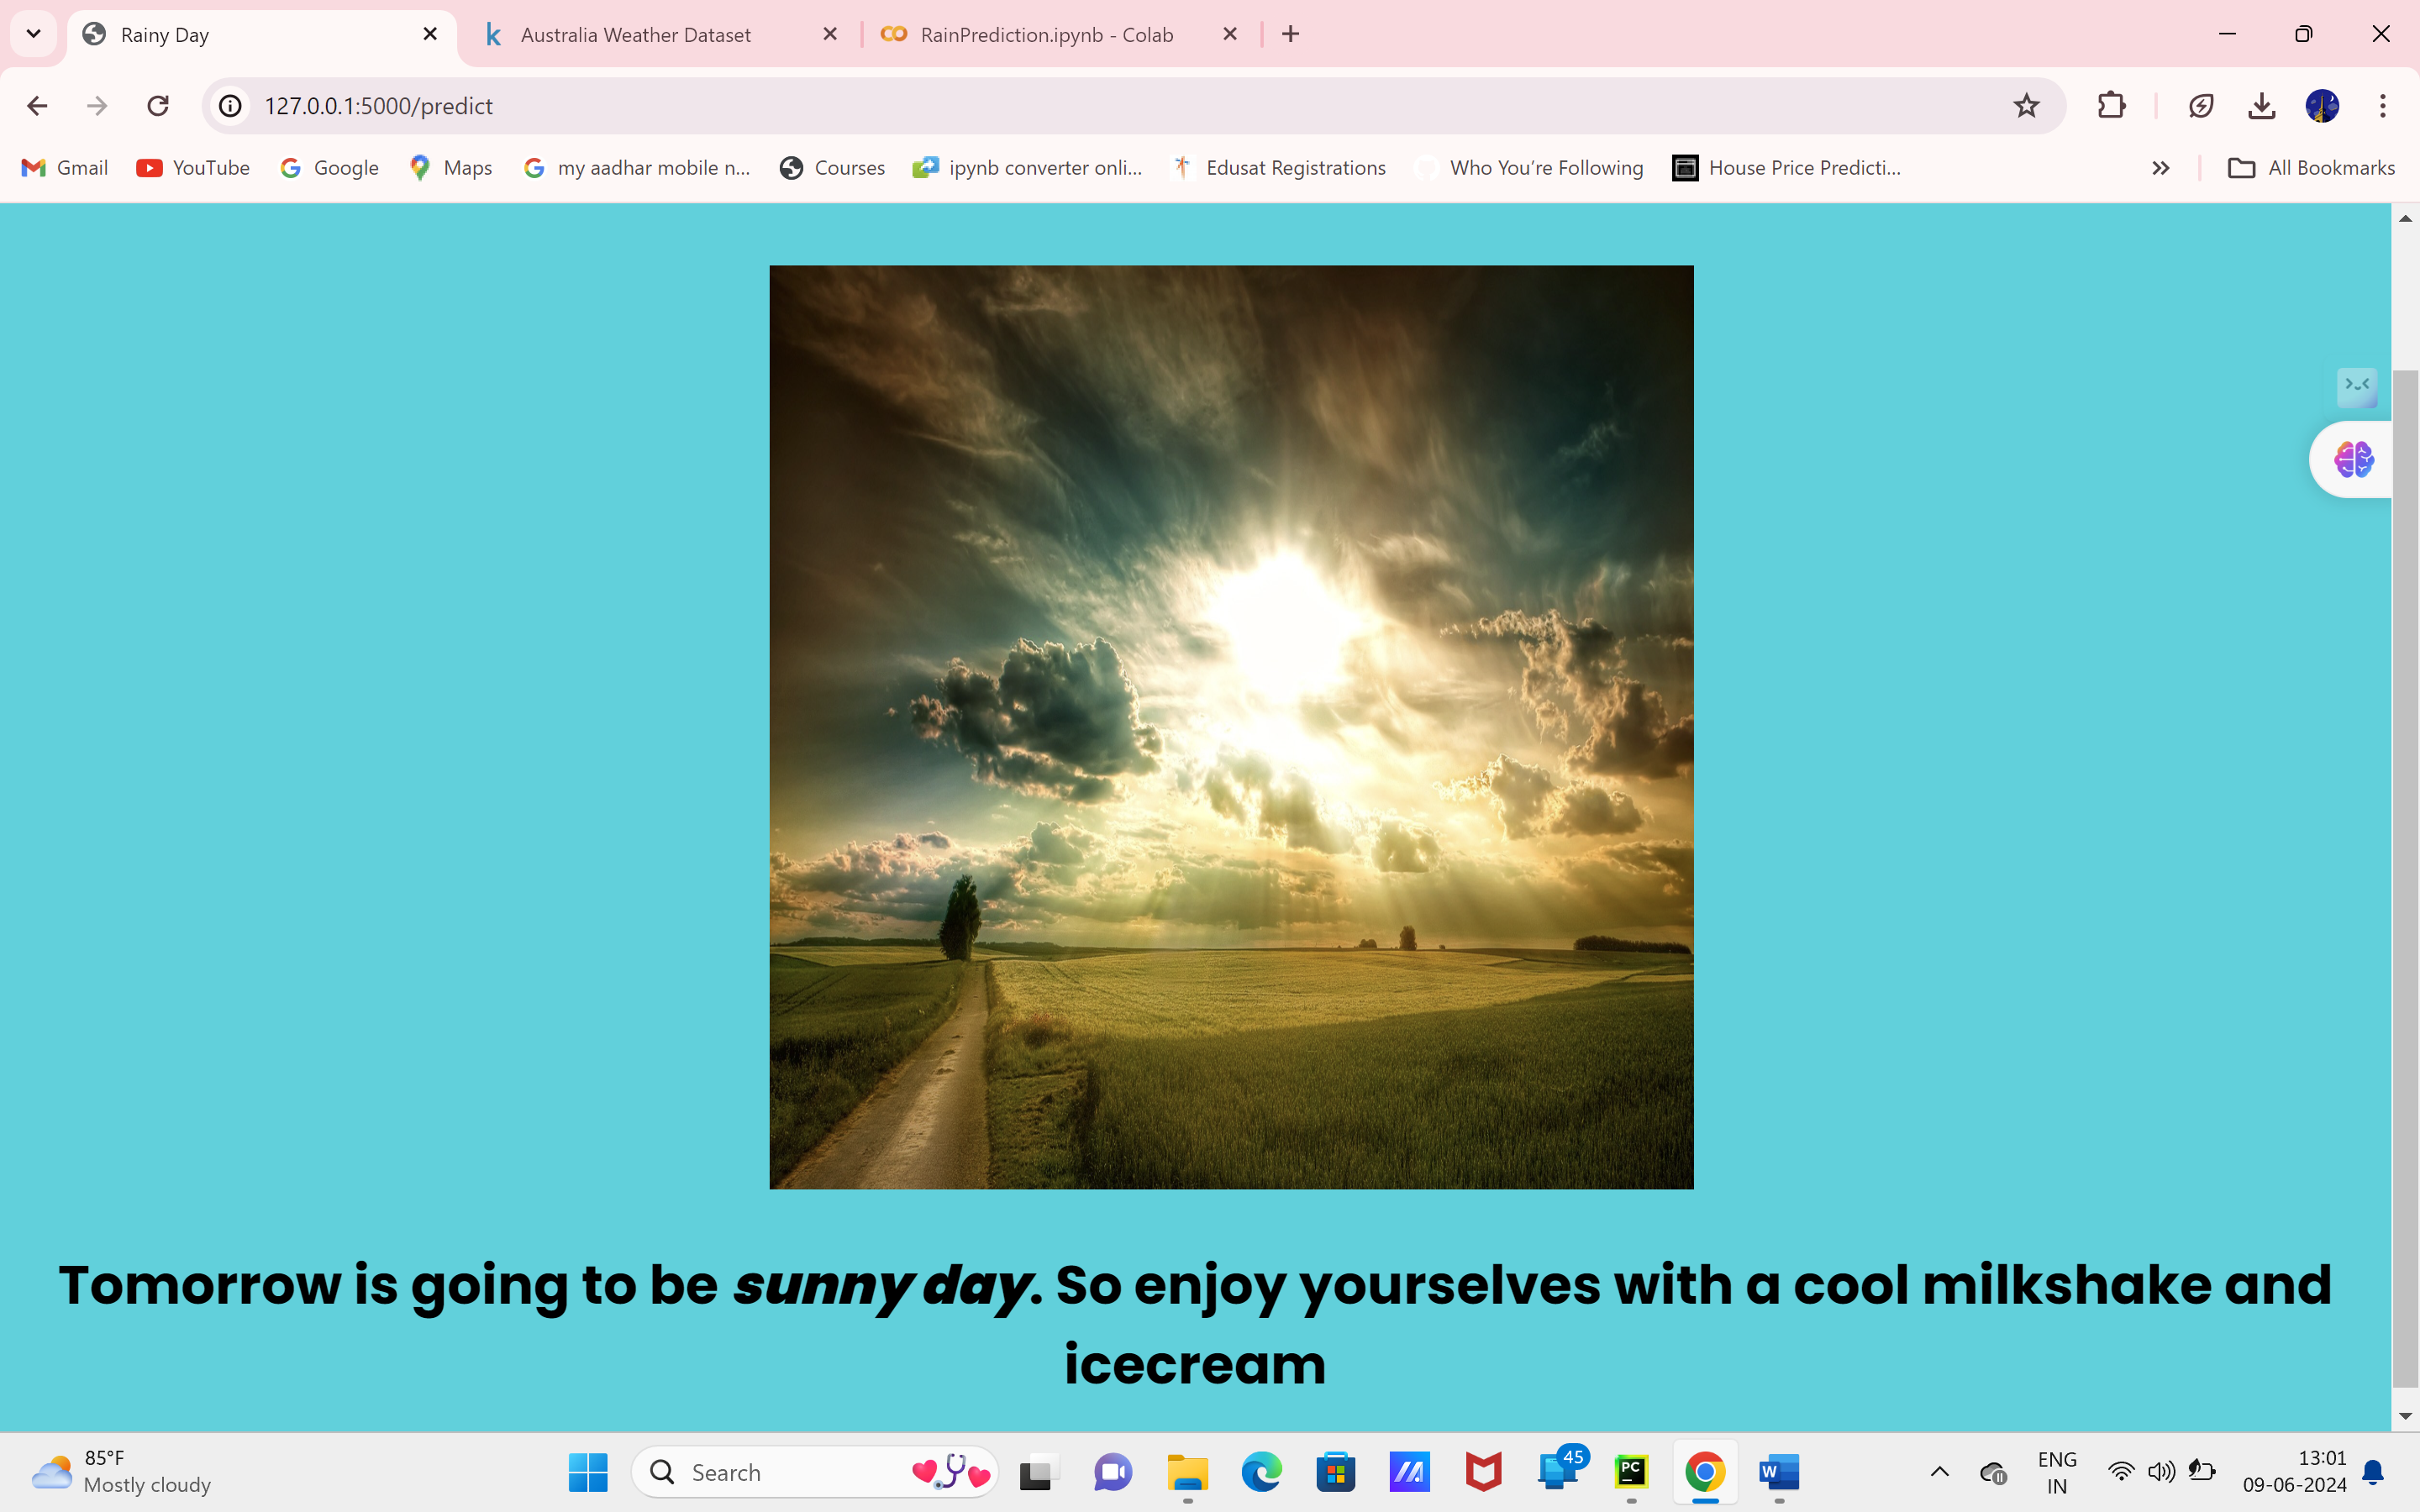 Rainy Day
Australia Weather Dataset
RainPrediction.ipynb - Colab
127.0.0.1:5000/predict
Gmail
YouTube
Google
Maps
my aadhar mobile n...
Courses
ipynb converter onli...
Edusat Registrations
Who You’re Following
House Price Predicti...
All Bookmarks
Tomorrow is going to be sunny day. So enjoy yourselves with a cool milkshake and
icecream
85°F
Mostly cloudy
Search
45
PC
W
ENG
IN
13:01
09-06-2024